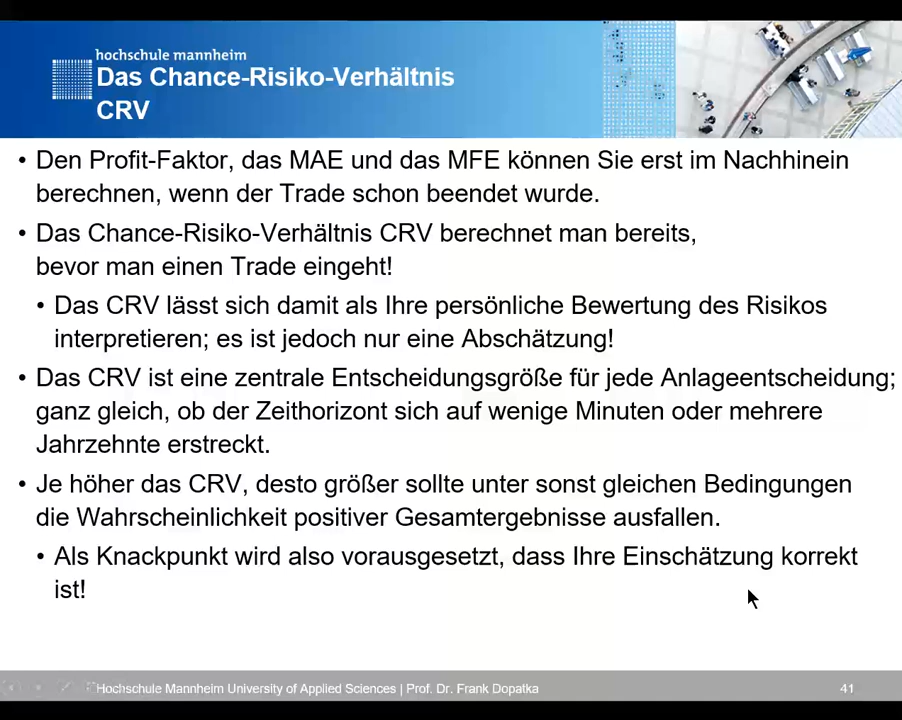 hochschule mannheim
Das Chance-Risiko-Verhältnis
CRV
• Den Profit-Faktor, das MAE und das MFE können Sie erst im Nachhinein
berechnen, wenn der Trade schon beendet wurde.
• Das Chance-Risiko-Verhältnis CRV berechnet man bereits,
bevor man einen Trade eingeht!
• Das CRV lässt sich damit als Ihre persönliche Bewertung des Risikos
interpretieren; es ist jedoch nur eine Abschätzung!
• Das CRV ist eine zentrale Entscheidungsgröße für jede Anlageentscheidung;
ganz gleich, ob der Zeithorizont sich auf wenige Minuten oder mehrere
Jahrzehnte erstreckt.
• Je höher das CRV, desto größer sollte unter sonst gleichen Bedingungen
die Wahrscheinlichkeit positiver Gesamtergebnisse ausfallen.
• Als Knackpunkt wird also vorausgesetzt, dass Ihre Einschätzung korrekt
ist!
Hochschule Mannheim University of Applied Sciences | Prof. Dr. Frank Dopatka
41